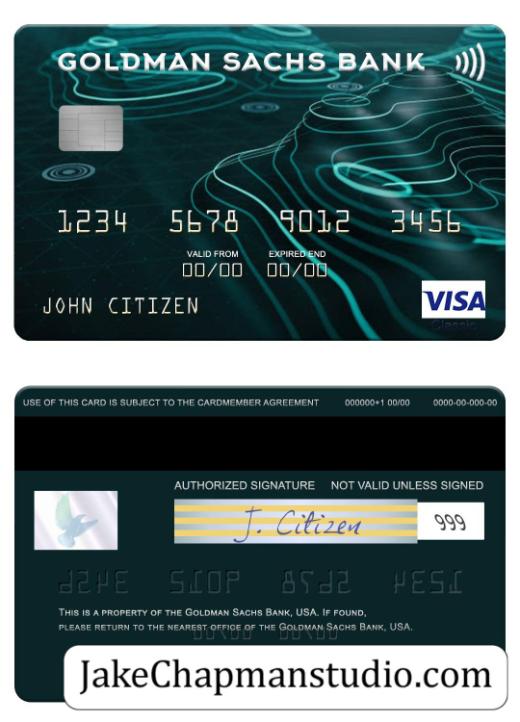 GOLDMAN SACHS BANK
1234 5678 9012 3456
VALID FROM EXPIRED END
00/00 00/00
JOHN CITIZEN
VISA
Classic
USE OF THIS CARD IS SUBJECT TO THE CARDMEMBER AGREEMENT 000000+1 00/00 0000-00-000-00
AUTHORIZED SIGNATURE NOT VALID UNLESS SIGNED
J. Citizen 999
THIS IS A PROPERTY OF THE GOLDMAN SACHS BANK, USA. IF FOUND,
PLEASE RETURN TO THE NEAREST OFFICE OF THE GOLDMAN SACHS BANK, USA.
JakeChapmanstudio.com